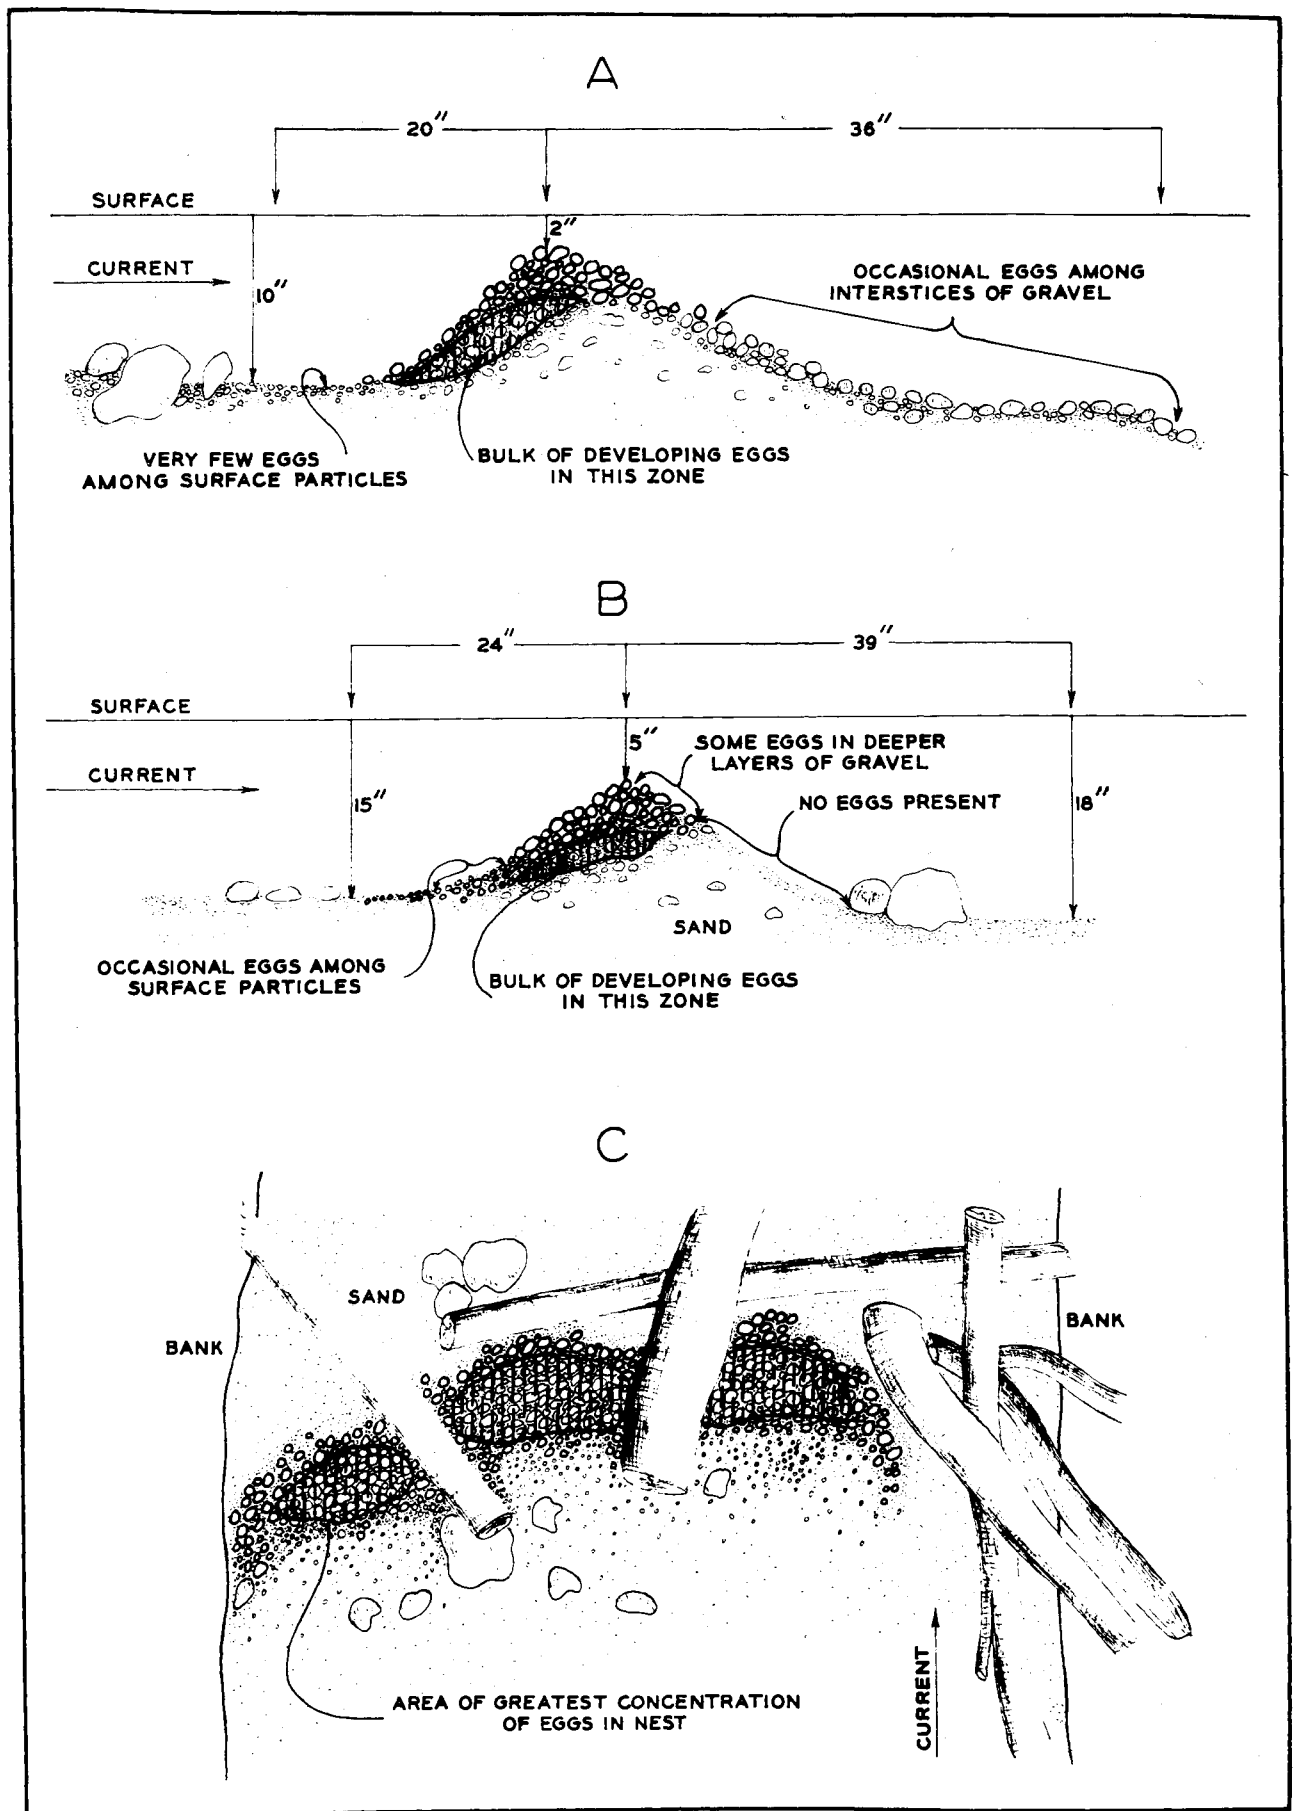 A
20″ 36″
SURFACE
2″
CURRENT
10″
OCCASIONAL EGGS AMONG
INTERSTICES OF GRAVEL
VERY FEW EGGS
AMONG SURFACE PARTICLES
BULK OF DEVELOPING EGGS
IN THIS ZONE
B
24″ 39″
SURFACE
5″
SOME EGGS IN DEEPER
LAYERS OF GRAVEL
CURRENT
15″
NO EGGS PRESENT
18″
SAND
OCCASIONAL EGGS AMONG
SURFACE PARTICLES
BULK OF DEVELOPING EGGS
IN THIS ZONE
C
SAND
BANK
BANK
AREA OF GREATEST CONCENTRATION
OF EGGS IN NEST
CURRENT